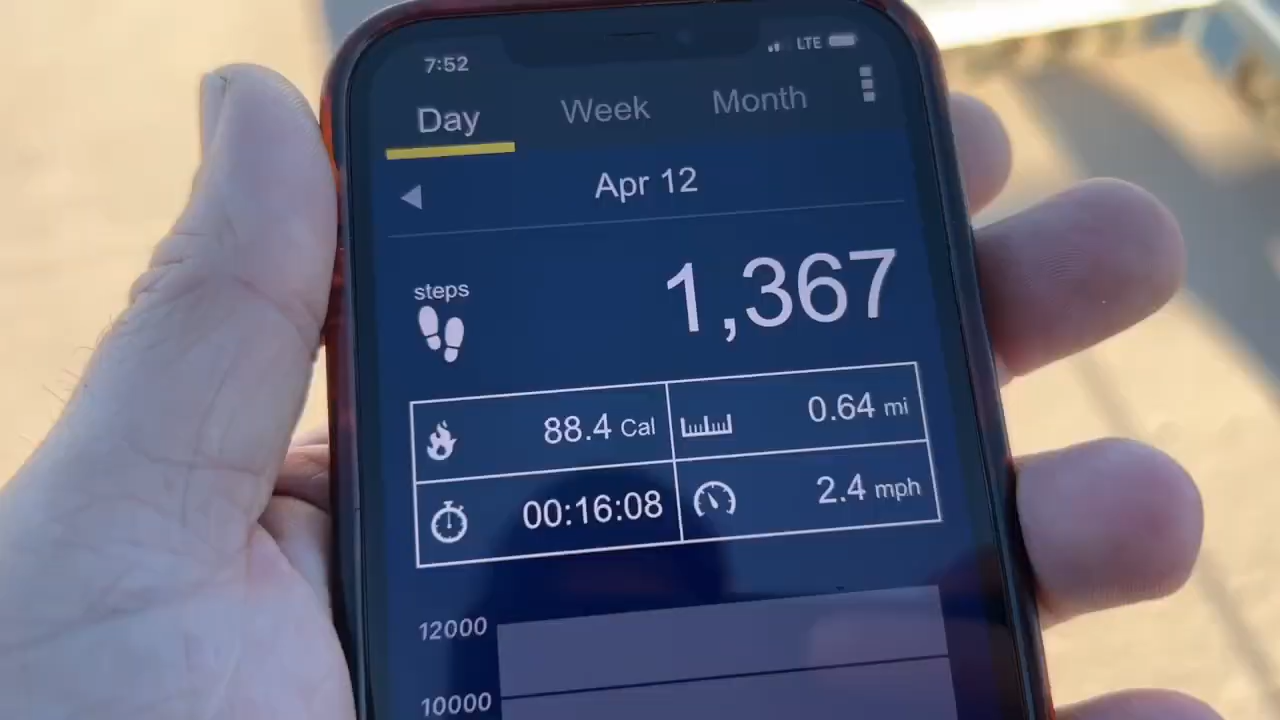 7:52
LTE
Day Week Month
Apr 12
steps
1,367
88.4 Cal
0.64 mi
00:16:08
2.4 mph
12000
10000